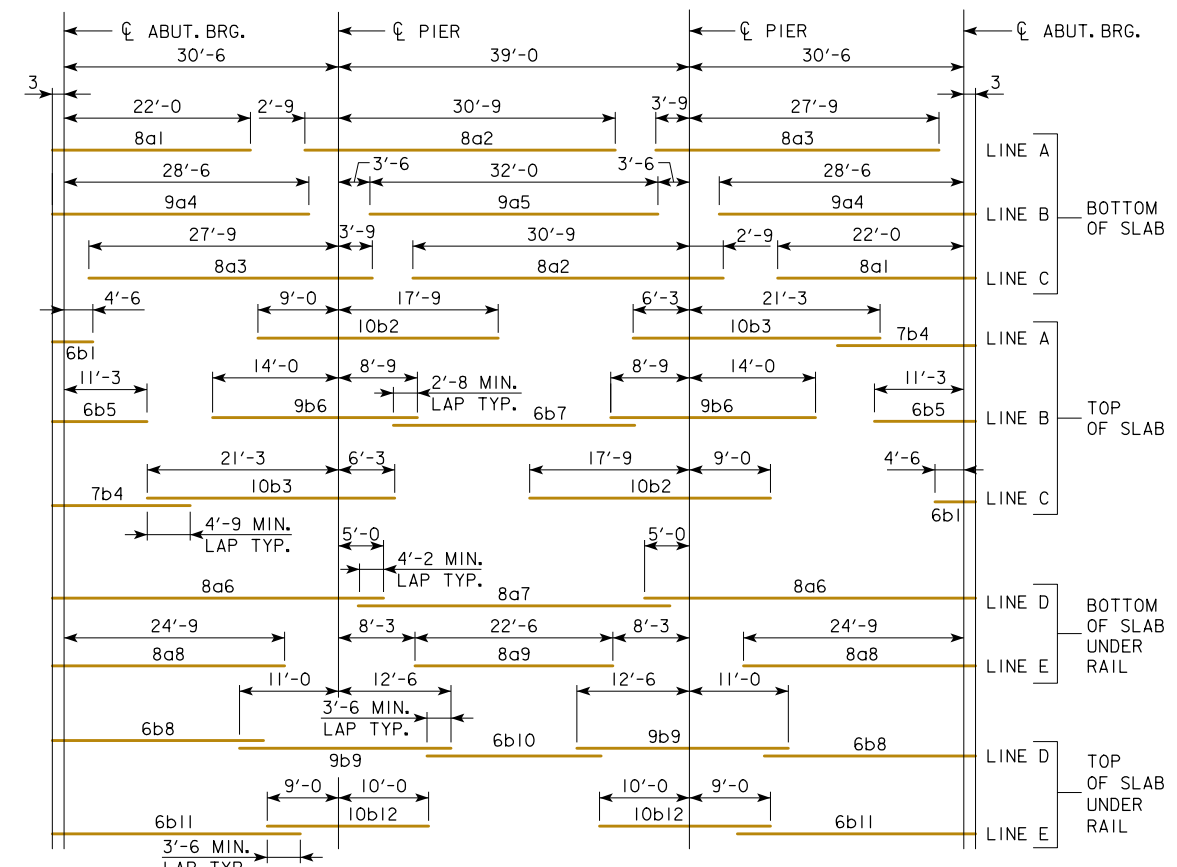 ℄ ABUT. BRG. ℄ PIER ℄ PIER ℄ ABUT. BRG.
30'-6 39'-0 30'-6
3 3
22'-0 2'-9 30'-9 3'-9 27'-9
8a1 8a2 8a3 LINE A
3'-6 3'-6
28'-6 32'-0 28'-6
9a4 9a5 9a4 LINE B
BOTTOM
OF SLAB
27'-9 3'-9 30'-9 2'-9 22'-0
8a3 8a2 8a1 LINE C
4'-6 9'-0 17'-9 6'-3 21'-3
6b1 10b2 10b3 7b4 LINE A
11'-3 14'-0 8'-9 2'-8 MIN.
LAP TYP. 8'-9 14'-0 11'-3
6b5 9b6 6b7 9b6 6b5 LINE B
TOP
OF SLAB
21'-3 6'-3 17'-9 9'-0 4'-6
7b4 10b3 10b2 6b1 LINE C
4'-9 MIN.
LAP TYP.
5'-0 5'-0
4'-2 MIN.
LAP TYP.
8a6 8a7 8a6 LINE D
BOTTOM
OF SLAB
UNDER
RAIL
24'-9 8'-3 22'-6 8'-3 24'-9
8a8 8a9 8a8 LINE E
11'-0 12'-6 12'-6 11'-0
3'-6 MIN.
LAP TYP.
6b8 9b9 6b10 9b9 6b8 LINE D
TOP
OF SLAB
UNDER
RAIL
9'-0 10'-0 10'-0 9'-0
6b11 10b12 10b12 6b11 LINE E
3'-6 MIN.
LAP TYP.